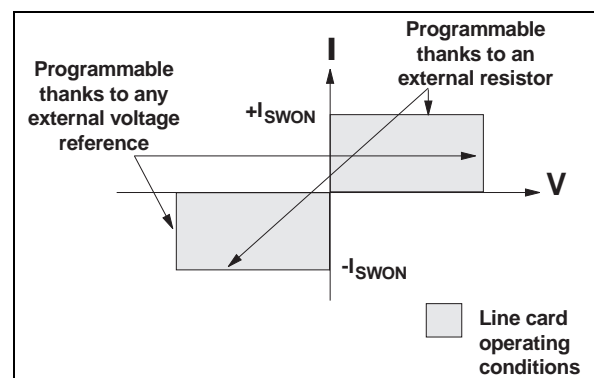 Programmable
thanks to any
external voltage
reference
Programmable
thanks to an
external resistor
I
+ISWON
V
-ISWON
Line card
operating
conditions